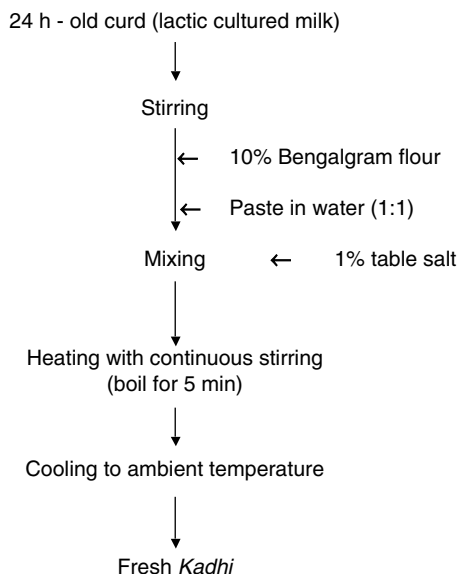 24 h - old curd (lactic cultured milk)
Stirring
10% Bengalgram flour
Paste in water (1:1)
Mixing
1% table salt
Heating with continuous stirring
(boil for 5 min)
Cooling to ambient temperature
Fresh Kadhi